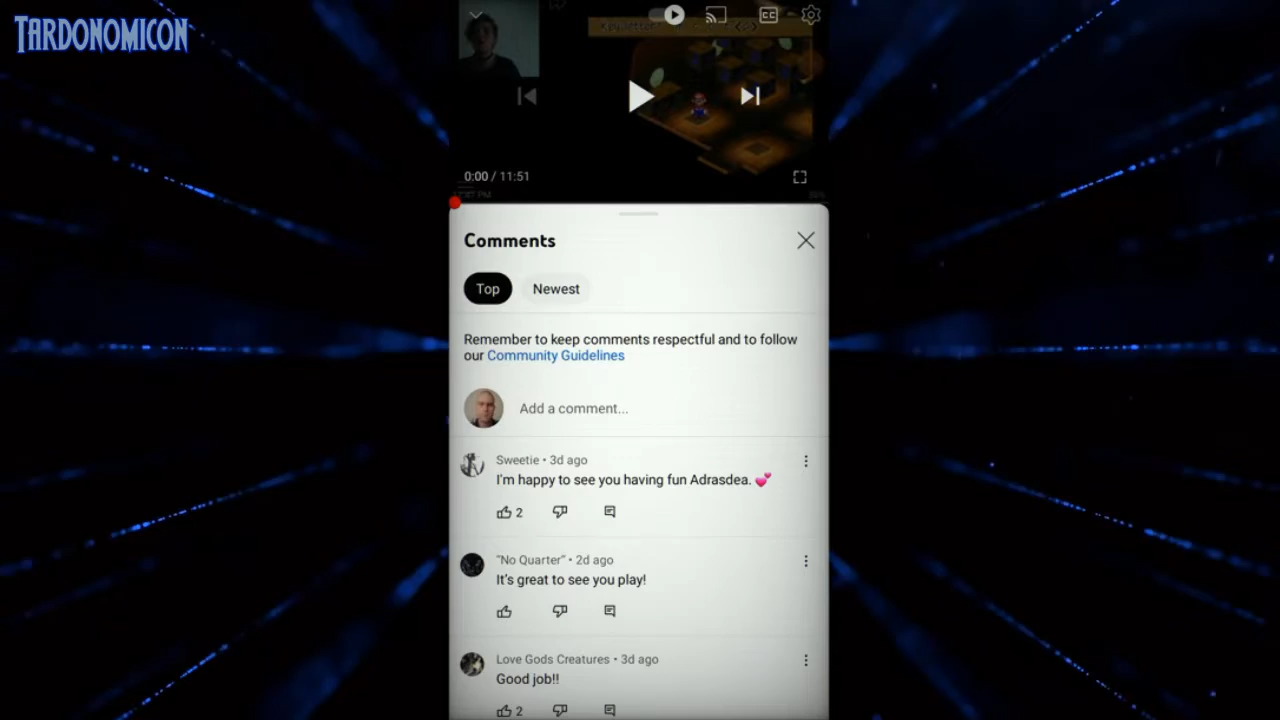 TARDONOMICON
0:00 / 11:51
Comments
Top
Newest
Remember to keep comments respectful and to follow
our Community Guidelines
Add a comment...
Sweetie • 3d ago
I'm happy to see you having fun Adrasdea. 💕
2
"No Quarter" • 2d ago
It's great to see you play!
Love Gods Creatures • 3d ago
Good job!!
2
CC